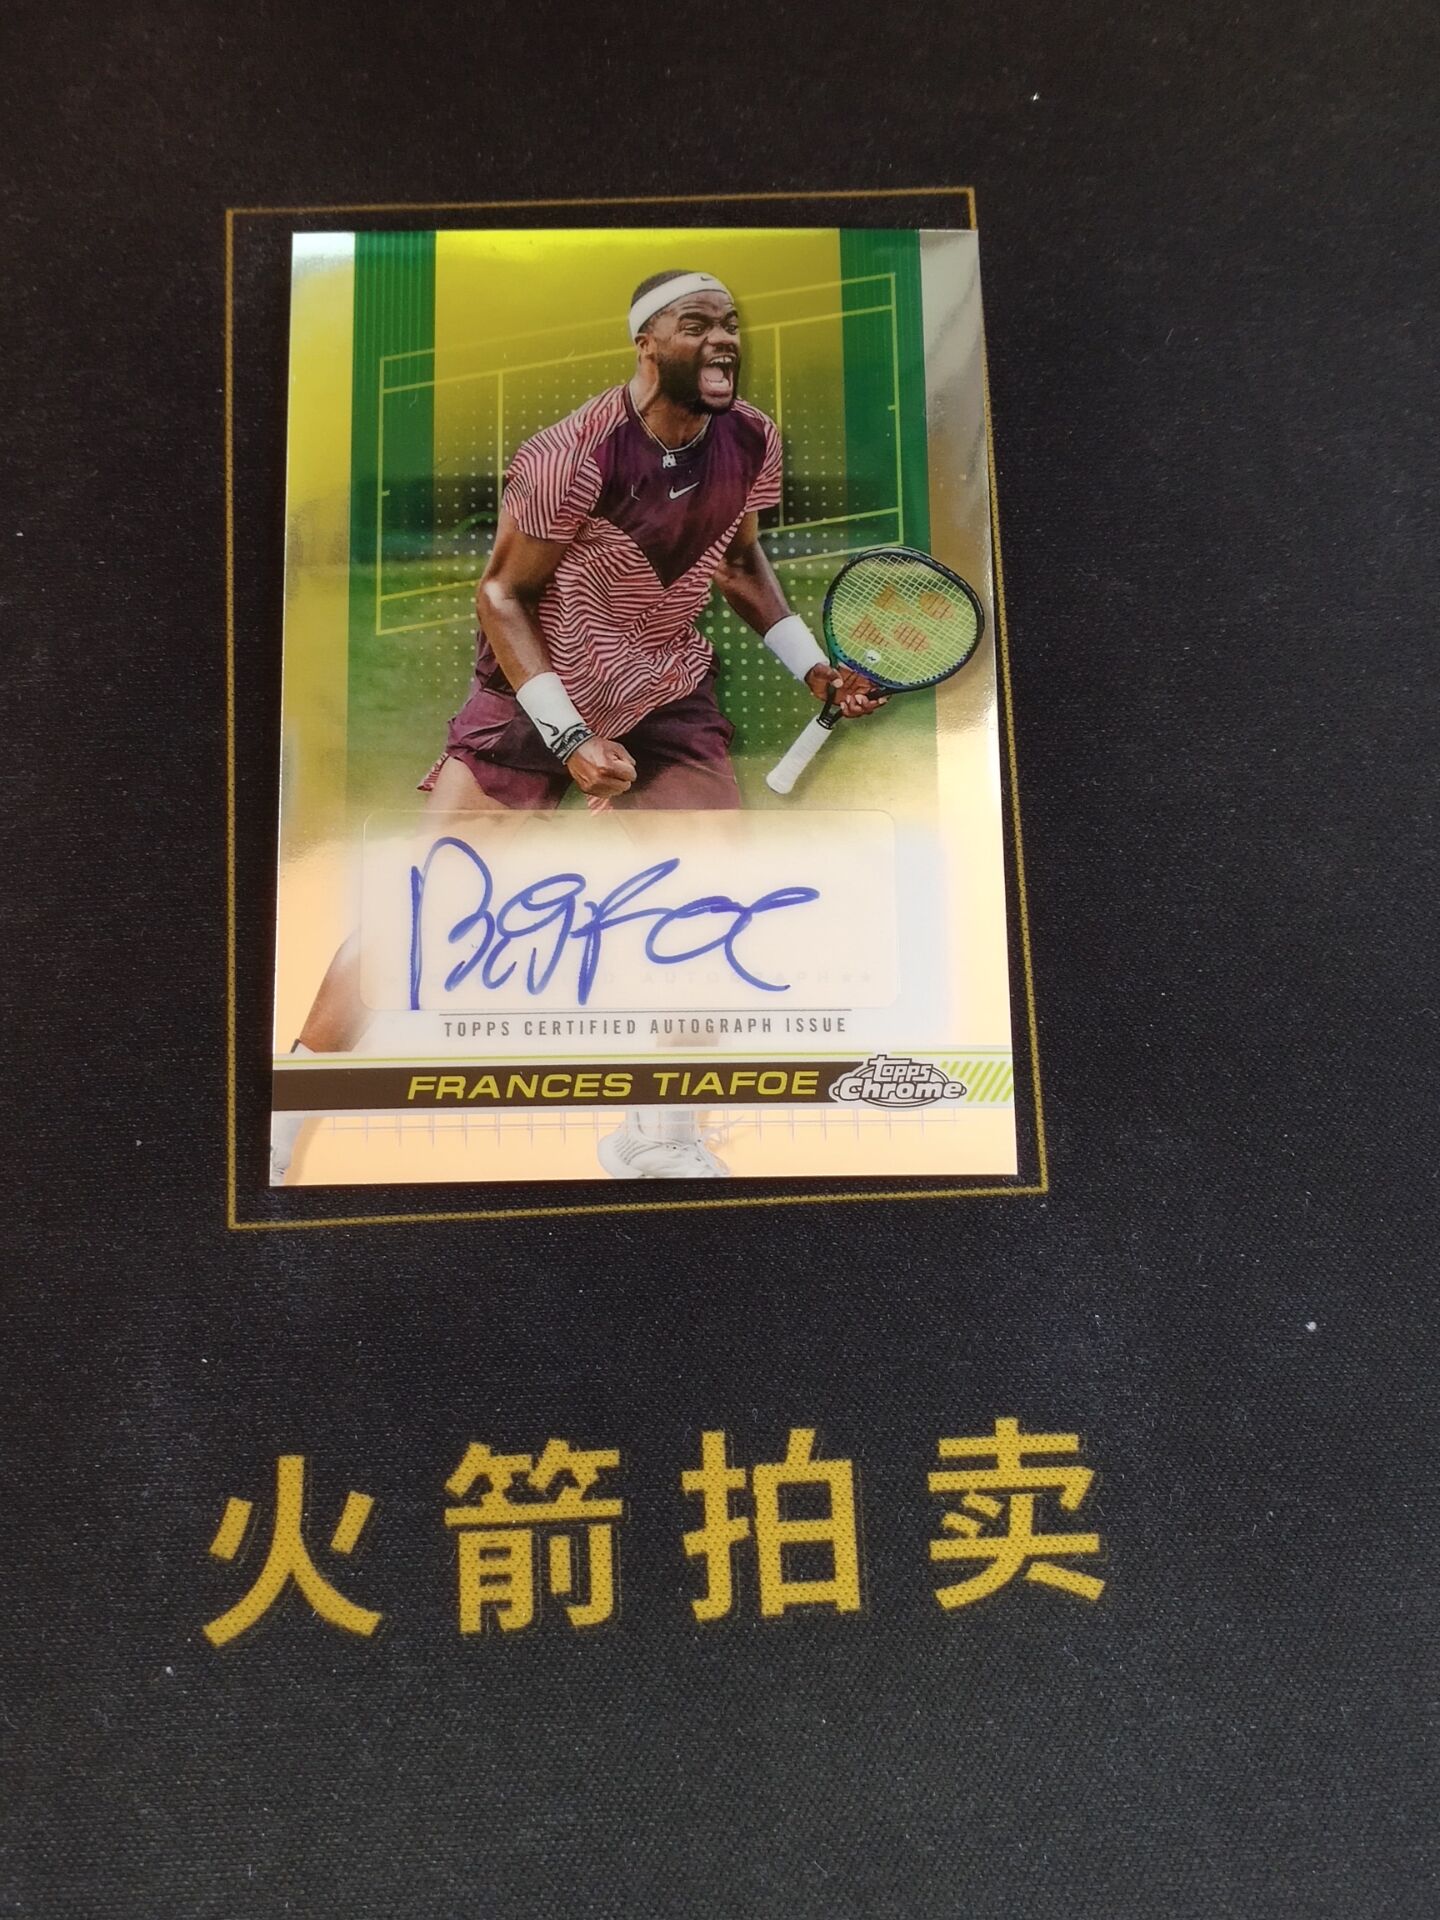 TOPPS CERTIFIED AUTOGRAPH ISSUE
FRANCES TIAFOE
topps
Chrome
火箭拍卖